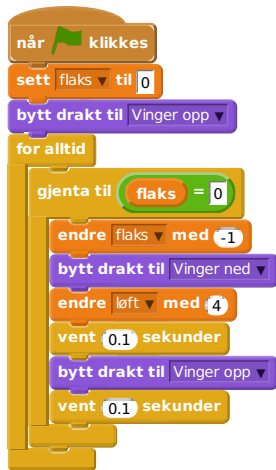 når klikkes
sett flaks til 0
bytt drakt til Vinger opp
for alltid
gjenta til flaks = 0
endre flaks med -1
bytt drakt til Vinger ned
endre løft med 4
vent 0.1 sekunder
bytt drakt til Vinger opp
vent 0.1 sekunder